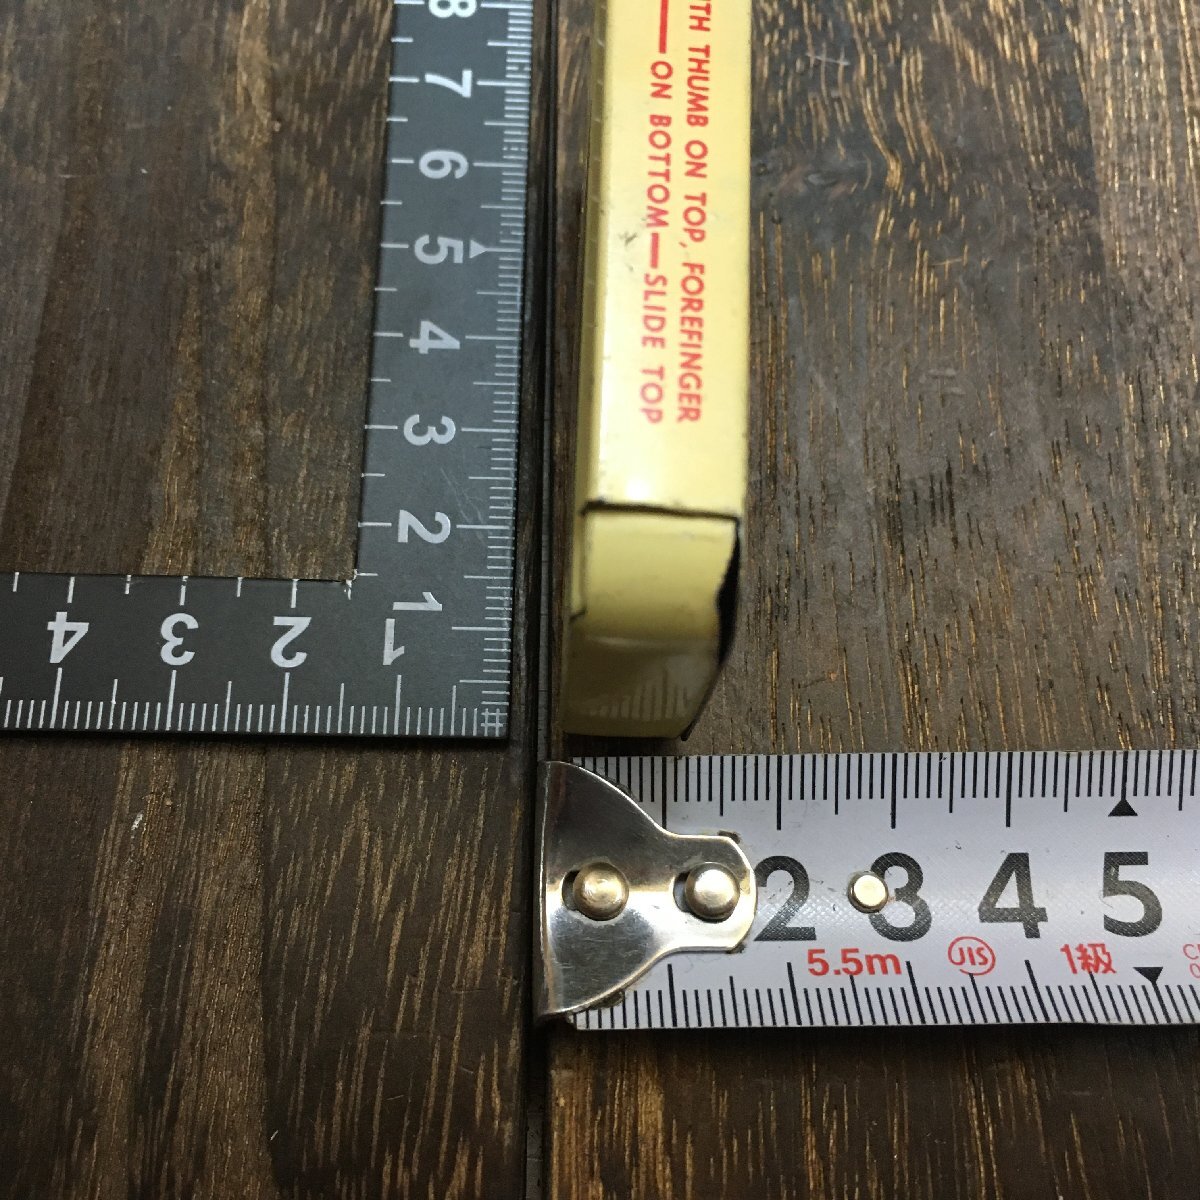 TH THUMB ON TOP, FOREFINGER
— ON BOTTOM — SLIDE TOP
8
7
6
5
4
3
2
1
4 3 2 1
2 3 4 5
5.5m JIS 1級